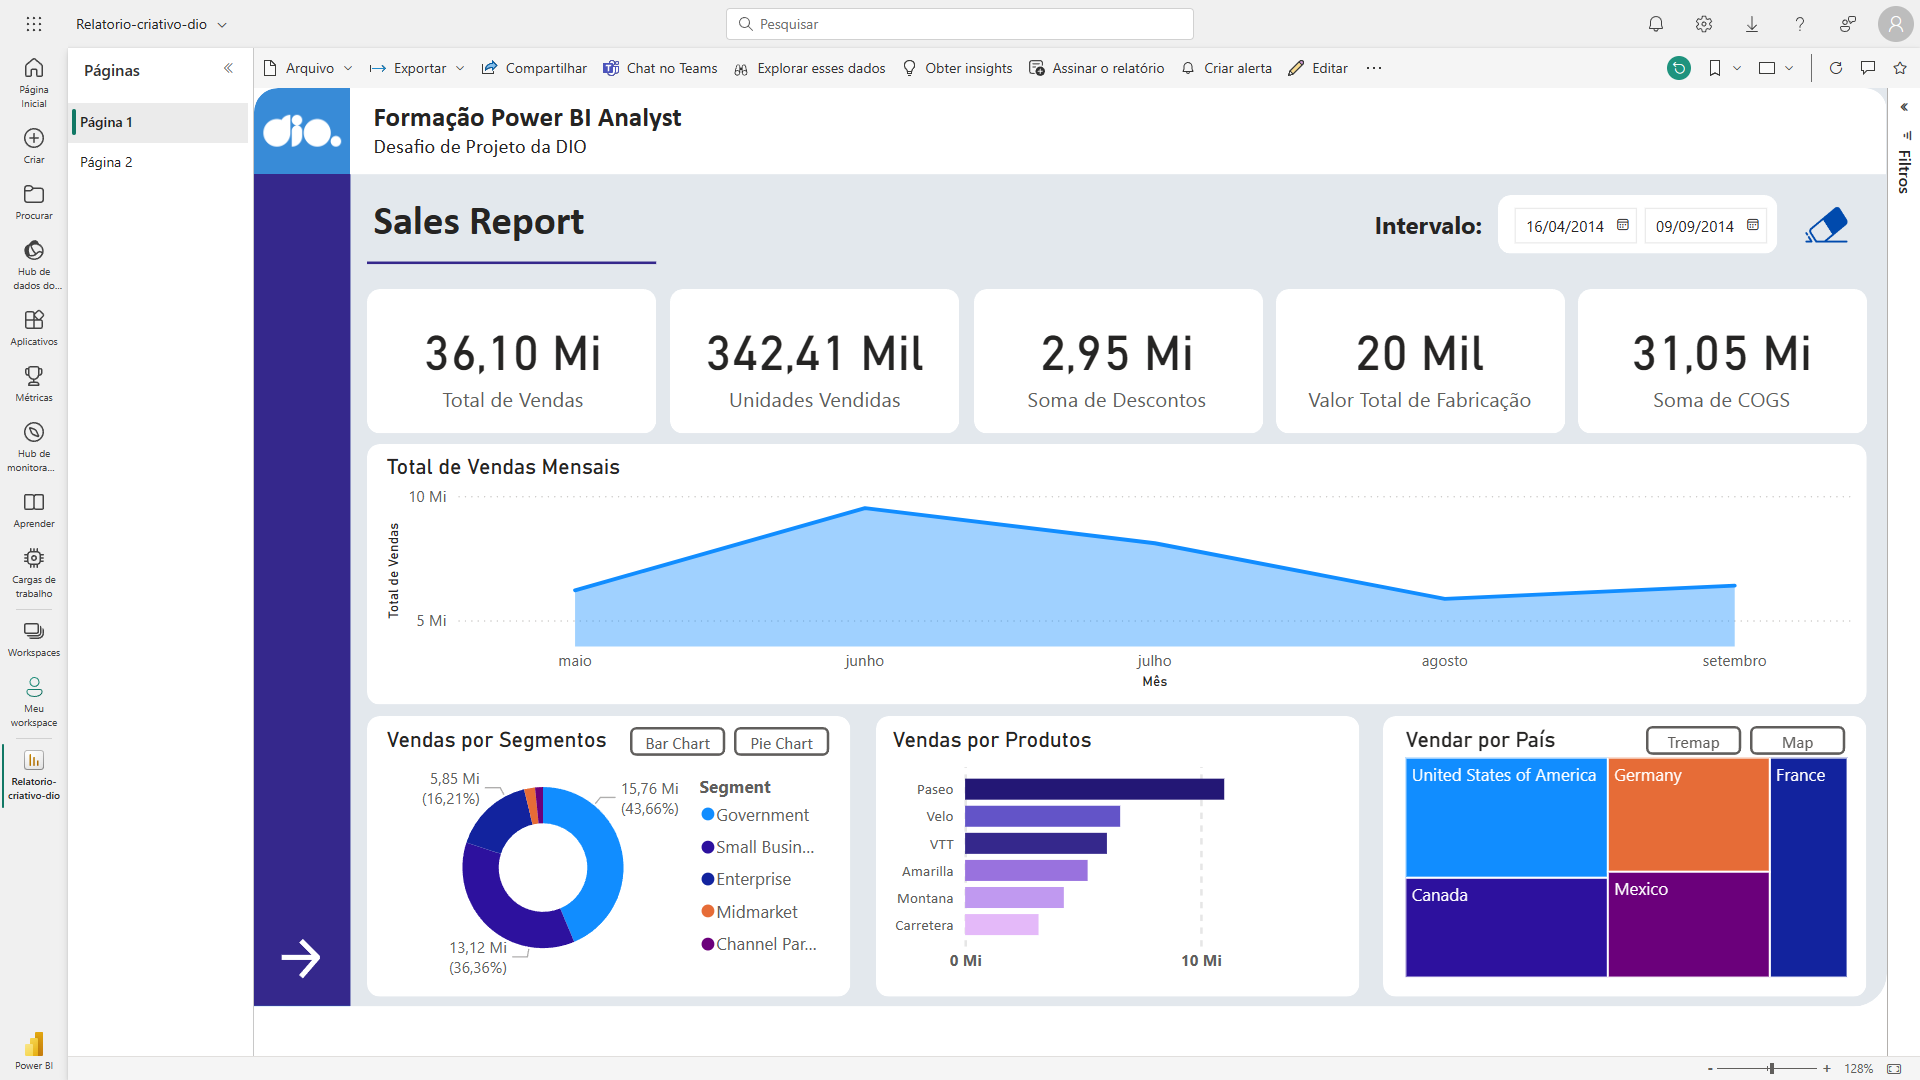 Relatorio-criativo-dio
Pesquisar
Página
Inicial
Criar
Procurar
Hub de
dados do...
Aplicativos
Métricas
Hub de
monitora...
Aprender
Cargas de
trabalho
Workspaces
Meu
workspace
Relatorio-
criativo-dio
Power BI
Páginas
Página 1
Página 2
Arquivo
Exportar
Compartilhar
Chat no Teams
Explorar esses dados
Obter insights
Assinar o relatório
Criar alerta
Editar
...
Filtros
dio.
Formação Power BI Analyst
Desafio de Projeto da DIO
Sales Report
Intervalo:
16/04/2014
09/09/2014
36,10 Mi
Total de Vendas
342,41 Mil
Unidades Vendidas
2,95 Mi
Soma de Descontos
20 Mil
Valor Total de Fabricação
31,05 Mi
Soma de COGS
Total de Vendas Mensais
10 Mi
5 Mi
Total de Vendas
maio
junho
julho
agosto
setembro
Mês
Vendas por Segmentos
Bar Chart
Pie Chart
5,85 Mi
(16,21%)
15,76 Mi
(43,66%)
13,12 Mi
(36,36%)
Segment
Government
Small Busin...
Enterprise
Midmarket
Channel Par...
Vendas por Produtos
Paseo
Velo
VTT
Amarilla
Montana
Carretera
0 Mi
10 Mi
Vendar por País
Tremap
Map
United States of America
Canada
Germany
Mexico
France
- + 128%